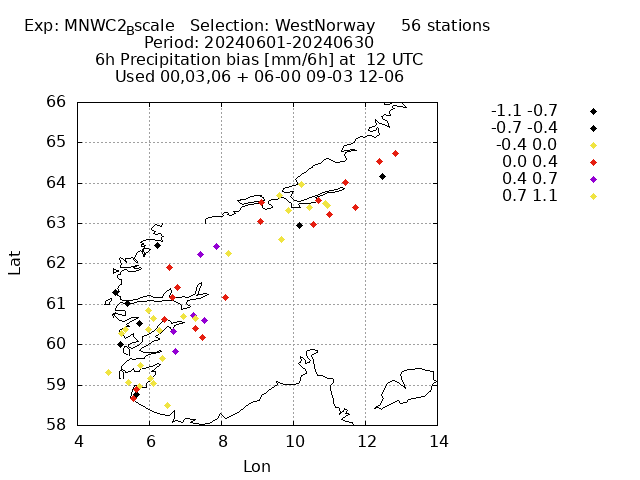 Exp: MNWC2_Bscale   Selection: WestNorway     56 stations
Period: 20240601-20240630
6h Precipitation bias [mm/6h] at  12 UTC
Used 00,03,06 + 06-00 09-03 12-06
-1.1 -0.7
-0.7 -0.4
-0.4 0.0
0.0 0.4
0.4 0.7
0.7 1.1
66
65
64
63
62
61
60
59
58
Lat
4 6 8 10 12 14
Lon